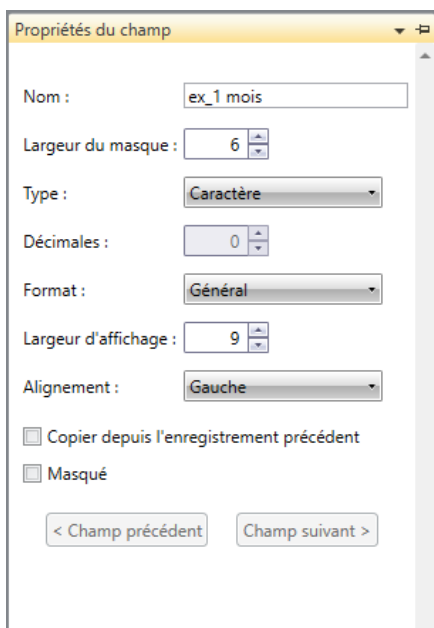 Propriétés du champ
Nom : ex_1 mois
Largeur du masque : 6
Type : Caractère
Décimales : 0
Format : Général
Largeur d'affichage : 9
Alignement : Gauche
Copier depuis l'enregistrement précédent
Masqué
< Champ précédent Champ suivant >